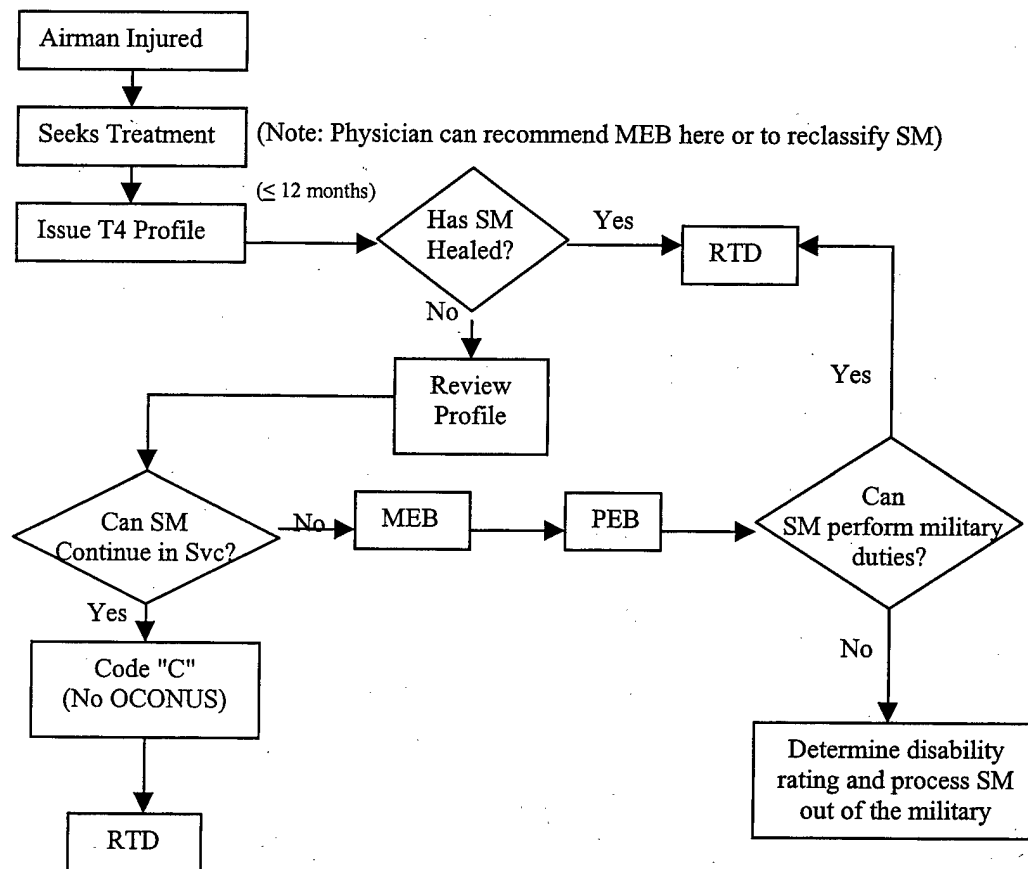 Airman Injured
Seeks Treatment
(Note: Physician can recommend MEB here or to reclassify SM)
(≤ 12 months)
Issue T4 Profile
Has SM
Healed?
Yes
RTD
No
Review
Profile
Yes
Can SM
Continue in Svc?
No
MEB
PEB
Can
SM perform military
duties?
Yes
No
Code "C"
(No OCONUS)
Determine disability
rating and process SM
out of the military
RTD